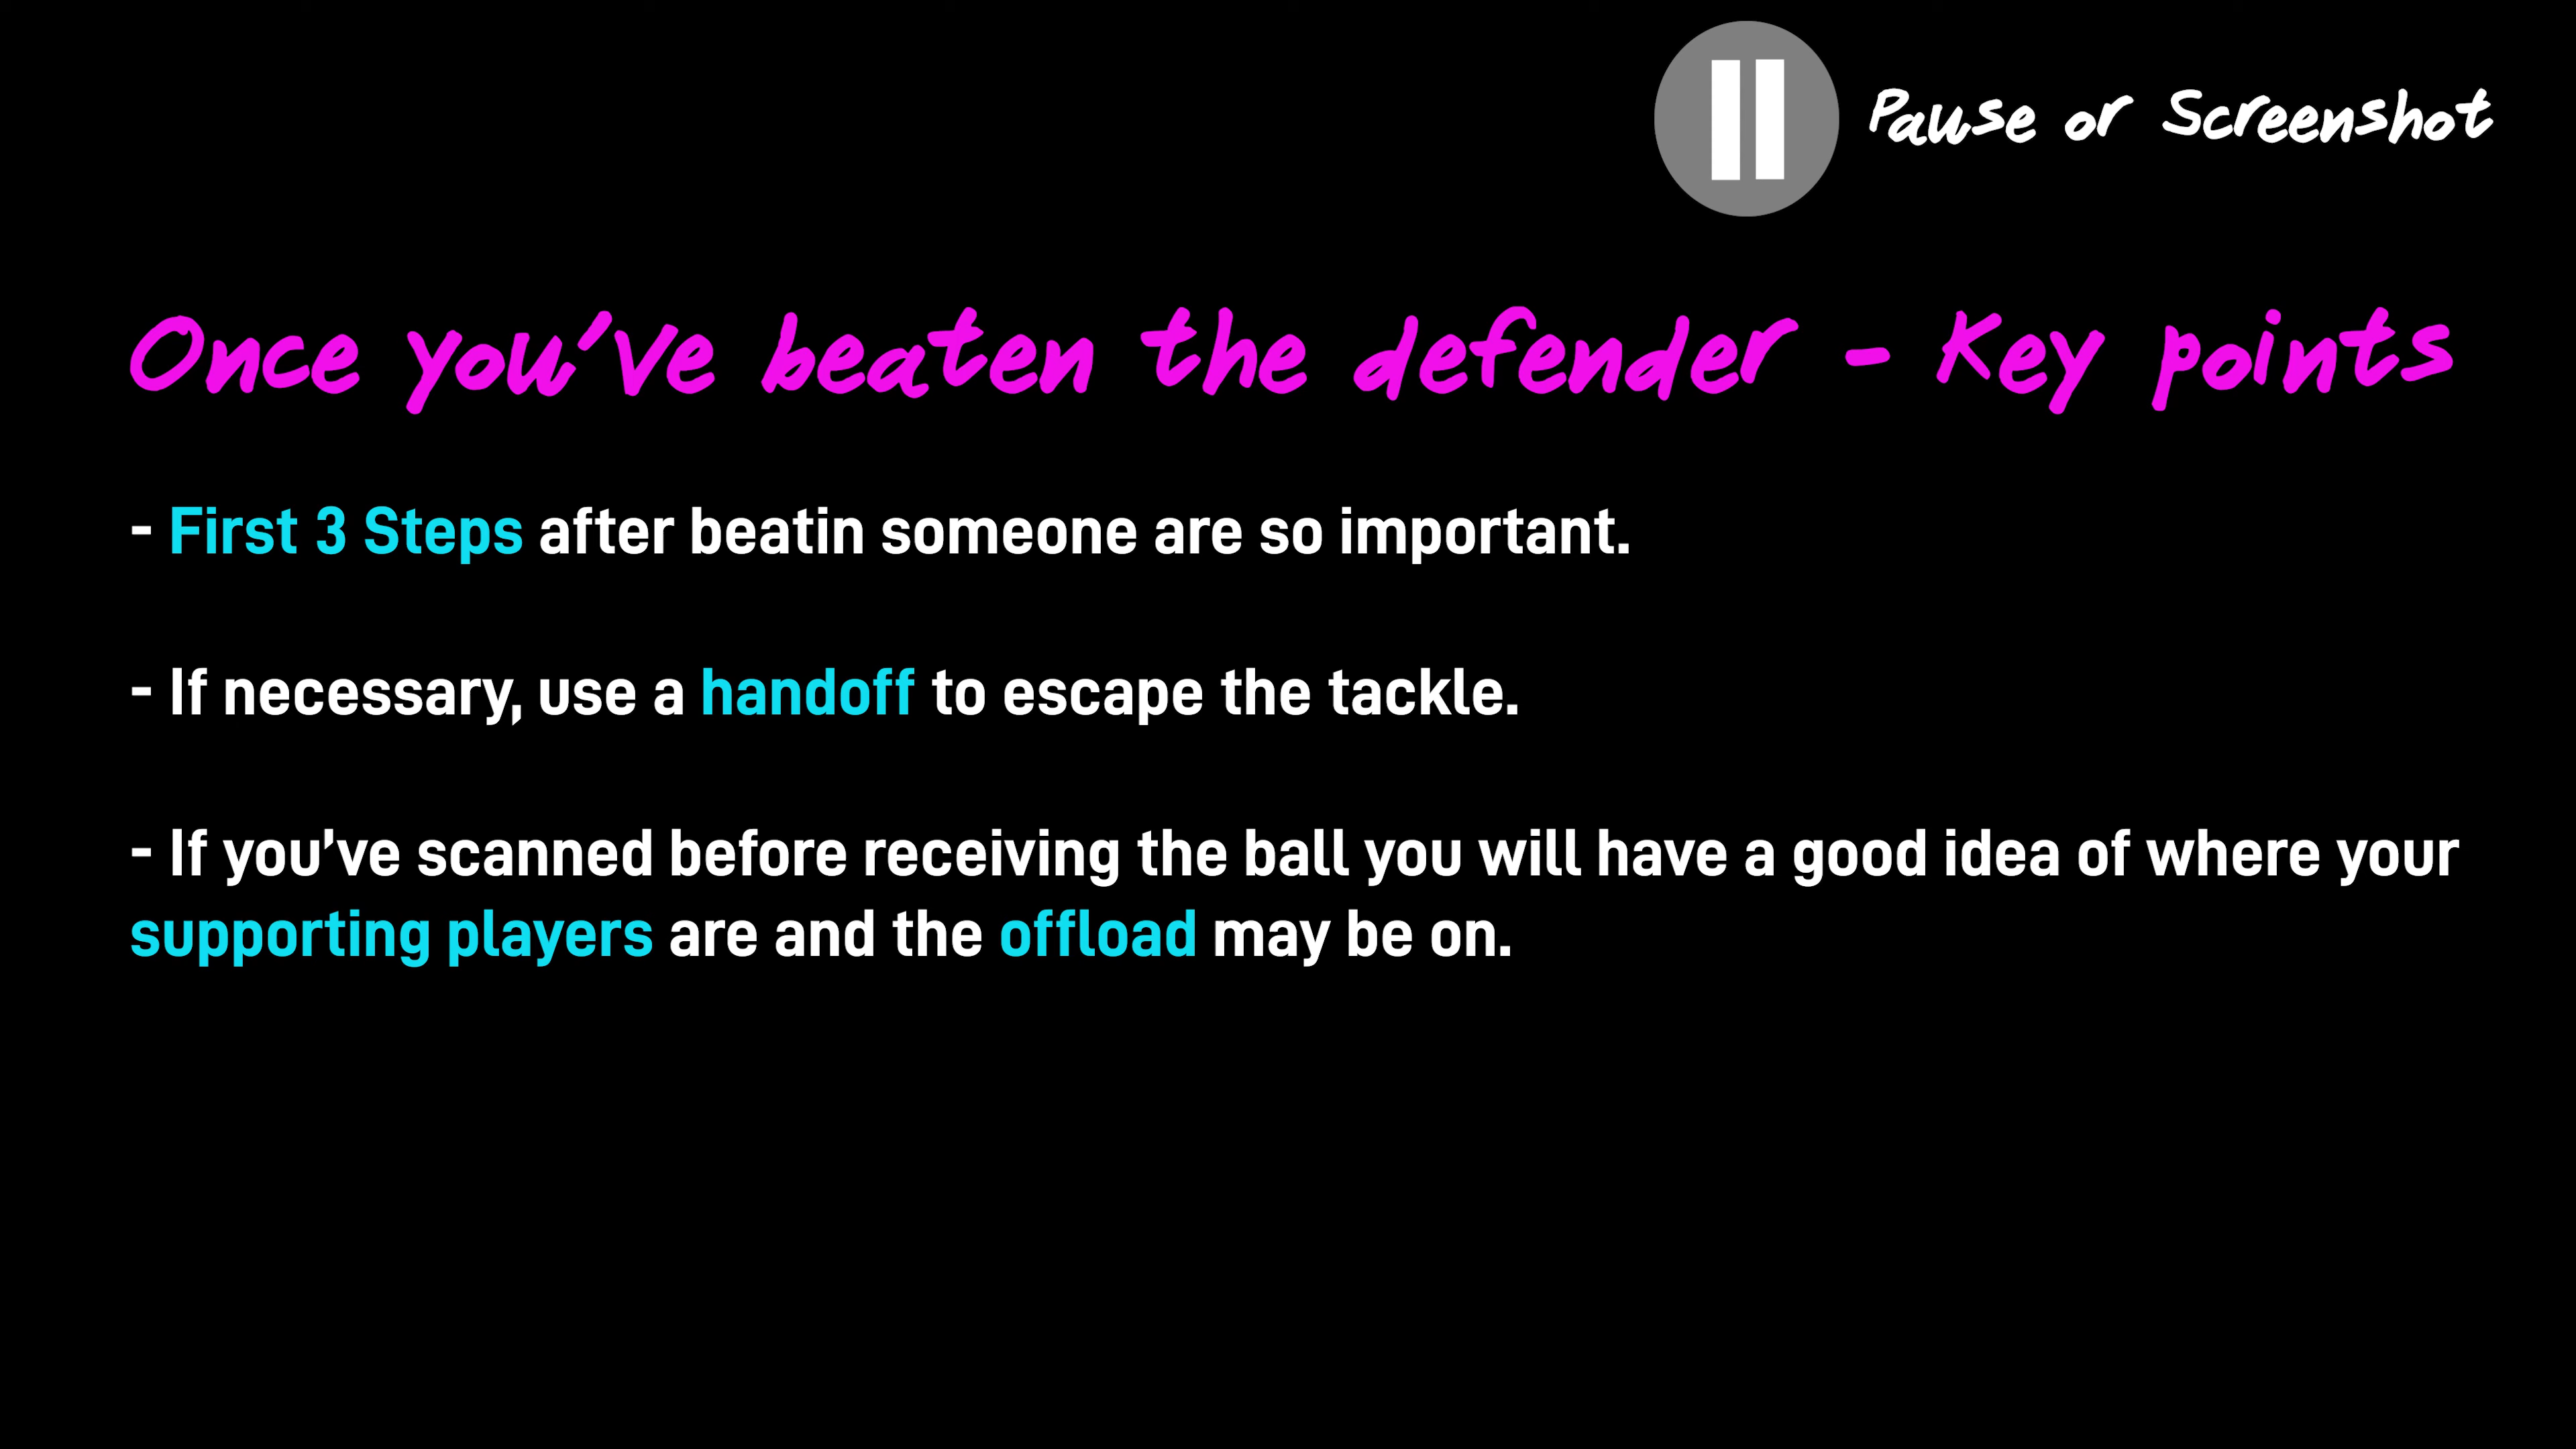 Pause or Screenshot
Once you've beaten the defender - Key points
- First 3 Steps after beatin someone are so important.
- If necessary, use a handoff to escape the tackle.
- If you've scanned before receiving the ball you will have a good idea of where your
supporting players are and the offload may be on.